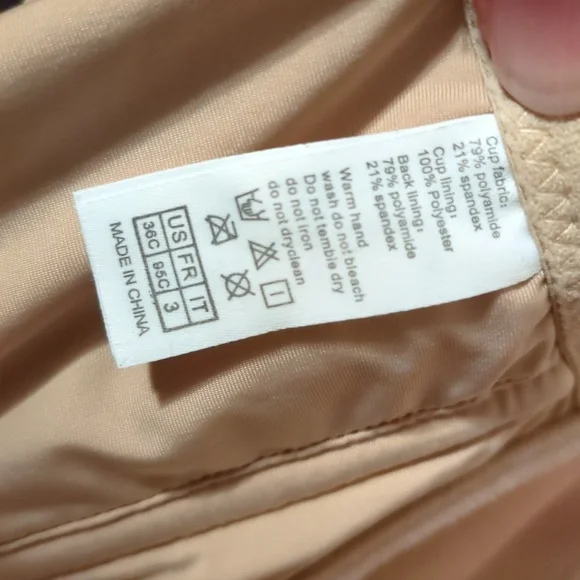 Cup fabric:
79% polyamide
21% spandex
Cup lining:
100% Polyester
Back lining:
79% polyamide
21% spandex
Warm hand
wash do not bleach
Do not tembie dry
do not iron
do not dryclean
US FR IT
36C 95C 3
MADE IN CHINA